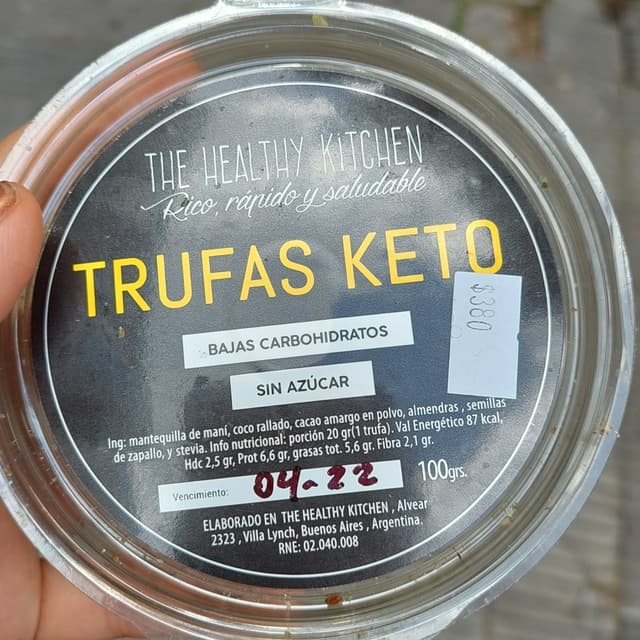 THE HEALTHY KITCHEN
Rico, rápido y saludable
TRUFAS KETO
$380
BAJAS CARBOHIDRATOS
SIN AZÚCAR
Ing: mantequilla de maní, coco rallado, cacao amargo en polvo, almendras , semillas
de zapallo, y stevia. Info nutricional: porción 20 gr(1 trufa). Val Energético 87 kcal,
Hdc 2,5 gr, Prot 6,6 gr, grasas tot. 5,6 gr. Fibra 2,1 gr.
Vencimiento: 04-22 100grs.
ELABORADO EN THE HEALTHY KITCHEN , Alvear
2323 , Villa Lynch, Buenos Aires , Argentina.
RNE: 02.040.008